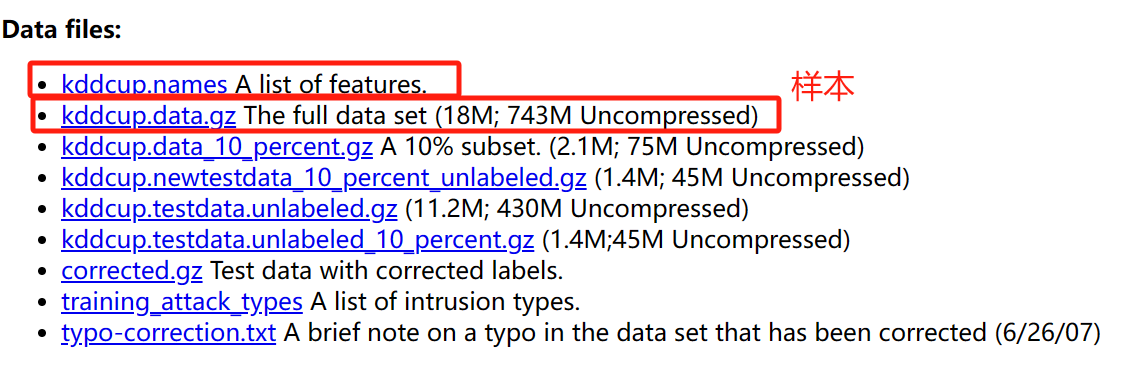 Data files:
• kddcup.names A list of features.
• kddcup.data.gz The full data set (18M; 743M Uncompressed)
样本
• kddcup.data_10_percent.gz A 10% subset. (2.1M; 75M Uncompressed)
• kddcup.newtestdata_10_percent_unlabeled.gz (1.4M; 45M Uncompressed)
• kddcup.testdata.unlabeled.gz (11.2M; 430M Uncompressed)
• kddcup.testdata.unlabeled_10_percent.gz (1.4M;45M Uncompressed)
• corrected.gz Test data with corrected labels.
• training_attack_types A list of intrusion types.
• typo-correction.txt A brief note on a typo in the data set that has been corrected (6/26/07)